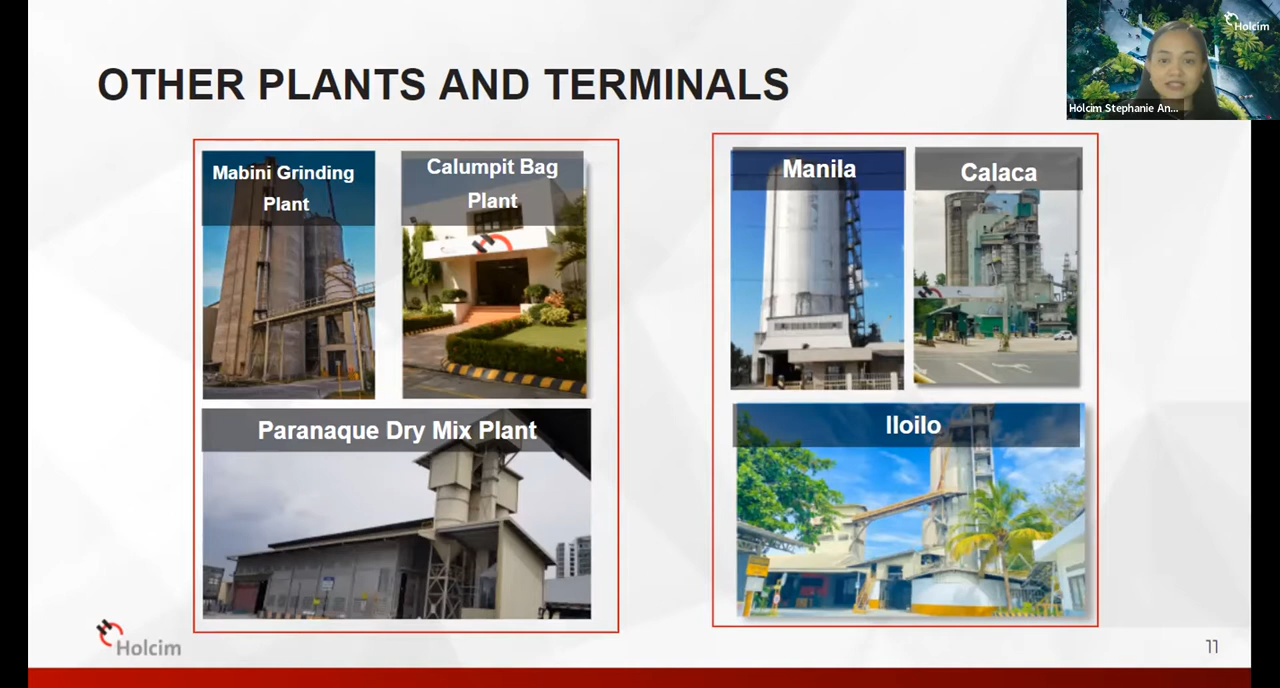 OTHER PLANTS AND TERMINALS
Holcim
Holcim Stephanie An...
Mabini Grinding
Plant
Calumpit Bag
Plant
Paranaque Dry Mix Plant
Manila
Calaca
Iloilo
Holcim
11